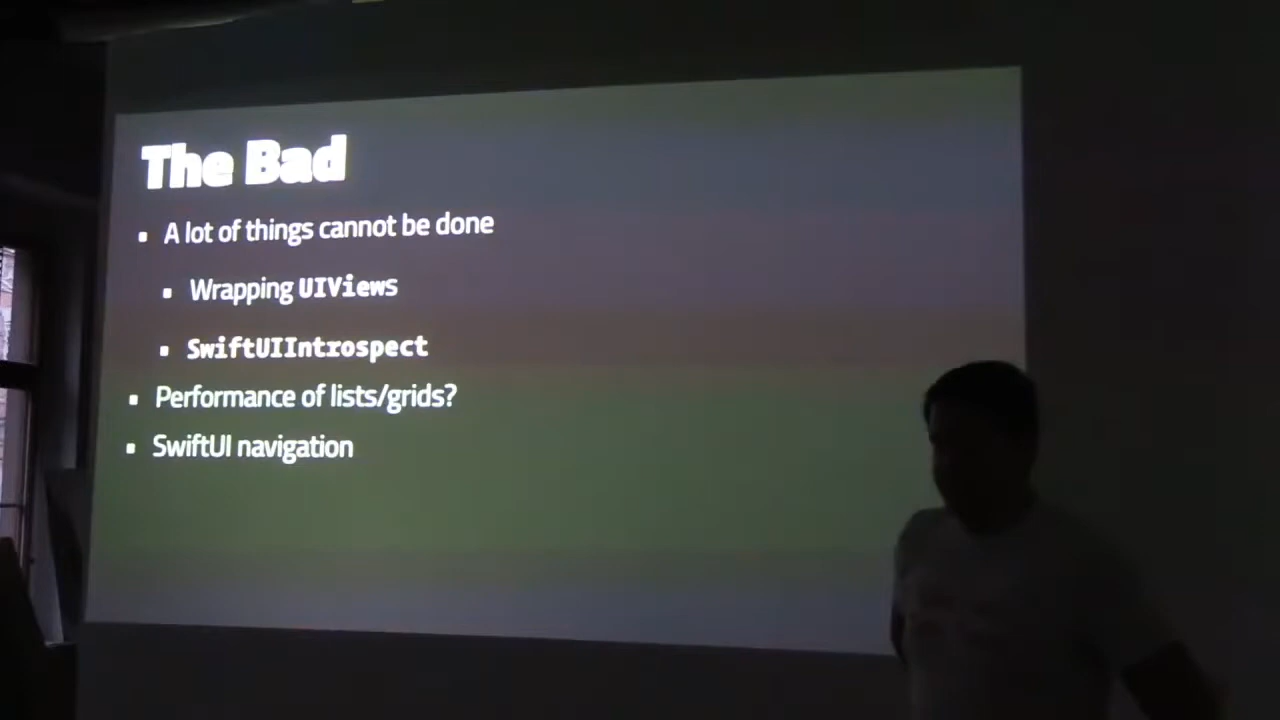 The Bad
A lot of things cannot be done
Wrapping UIViews
SwiftUIIntrospect
Performance of lists/grids?
SwiftUI navigation